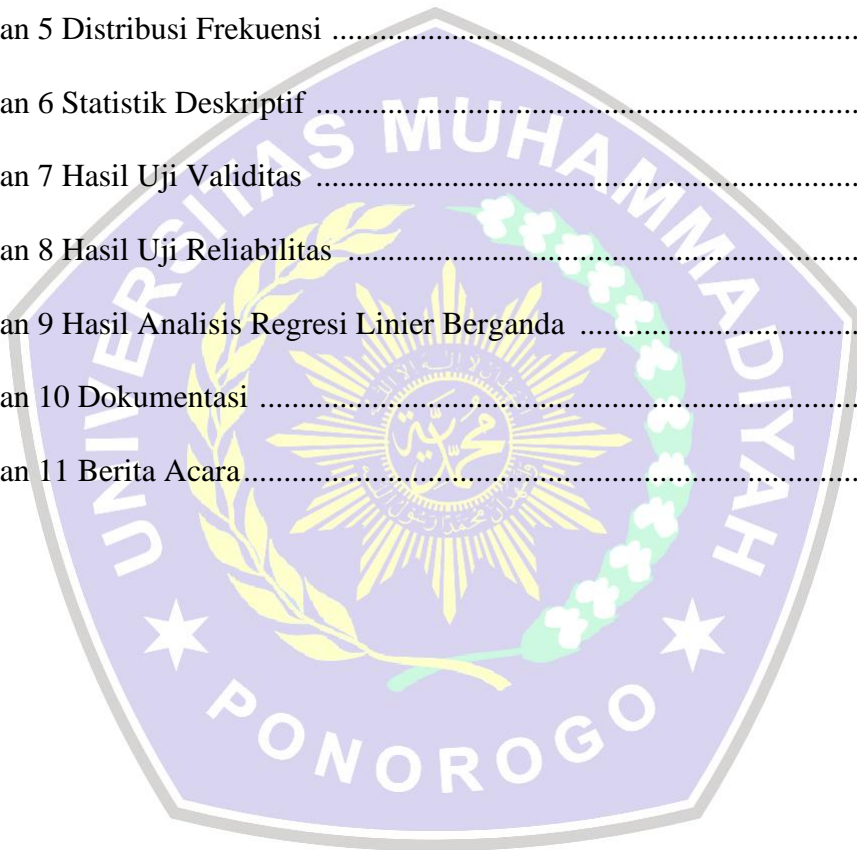 an 5 Distribusi Frekuensi ................................................................
an 6 Statistik Deskriptif ..................................................................
an 7 Hasil Uji Validitas ..................................................................
an 8 Hasil Uji Reliabilitas ..............................................................
an 9 Hasil Analisis Regresi Linier Berganda ...................................
an 10 Dokumentasi .........................................................................
an 11 Berita Acara...........................................................................
UNIVERSITAS MUHAMMADIYAH
PONOROGO